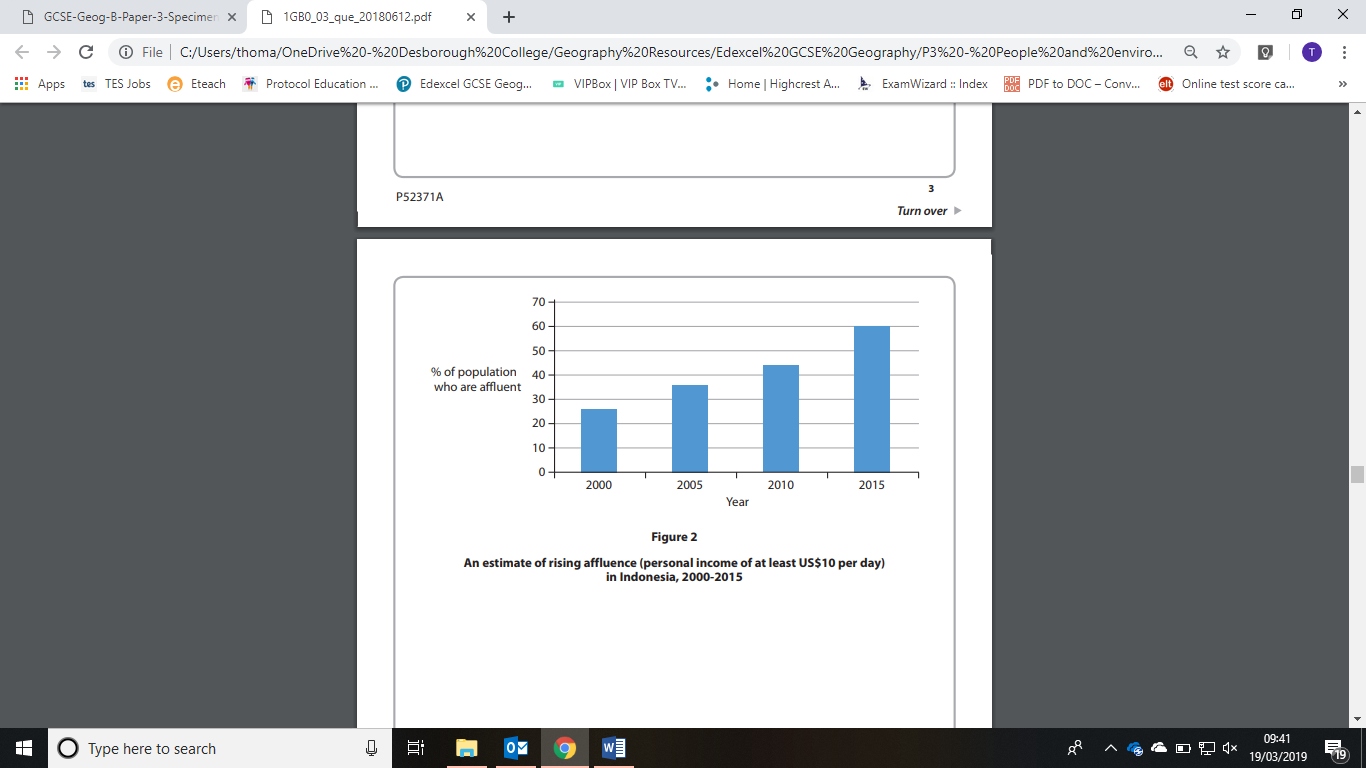 GCSE-Geog-B-Paper-3-Specimen
1GB0_03_que_20180612.pdf
File
C:/Users/thoma/OneDrive%20-%20Desborough%20College/Geography%20Resources/Edexcel%20GCSE%20Geography/P3%20-%20People%20and%20enviro...
T
Apps
tes TES Jobs
Eteach
Protocol Education ...
Edexcel GCSE Geog...
VIPBox | VIP Box TV...
Home | Highcrest A...
ExamWizard :: Index
PDF DOC PDF to DOC – Conv...
elt Online test score ca...
»
P52371A
3
Turn over
70
60
50
% of population
who are affluent
40
30
20
10
0
2000 2005 2010 2015
Year
Figure 2
An estimate of rising affluence (personal income of at least US$10 per day)
in Indonesia, 2000-2015
Type here to search
09:41
19/03/2019
19